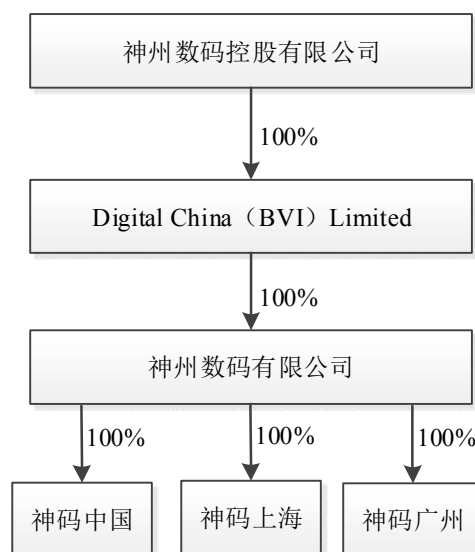 神州数码控股有限公司
100%
Digital China（BVI）Limited
100%
神州数码有限公司
100% 100% 100%
神码中国 神码上海 神码广州